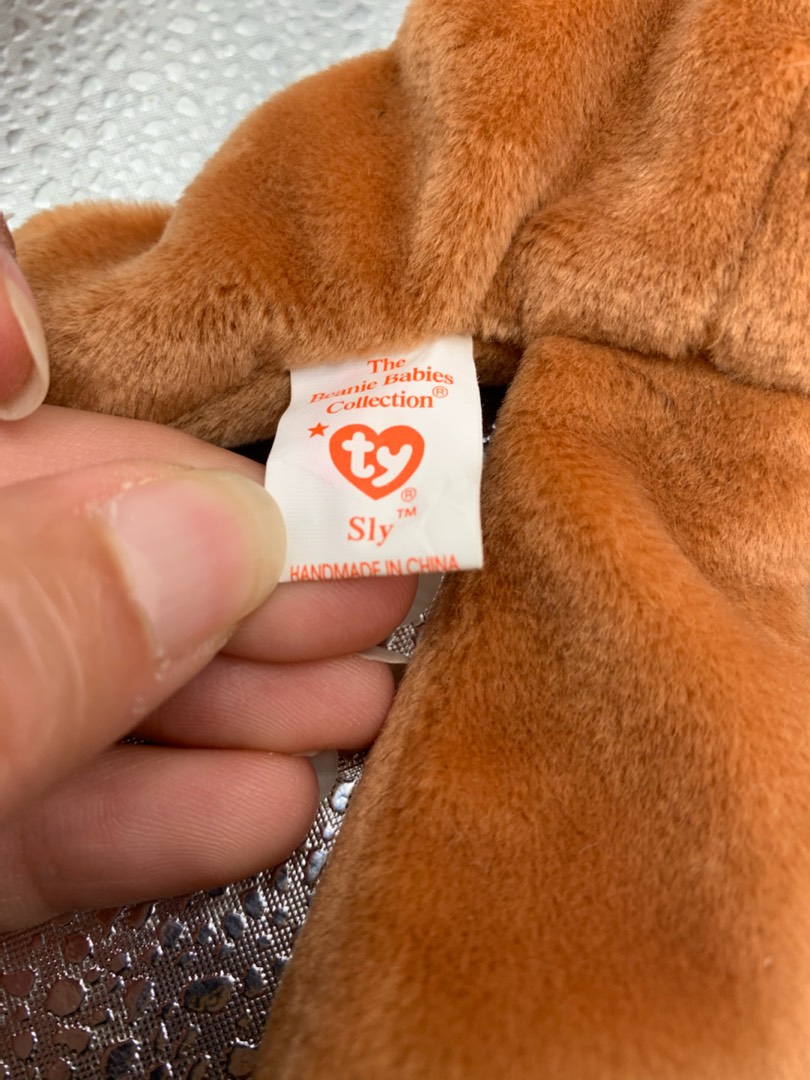 The
Beanie Babies
Collection®
ty
®
Sly™
HANDMADE IN CHINA